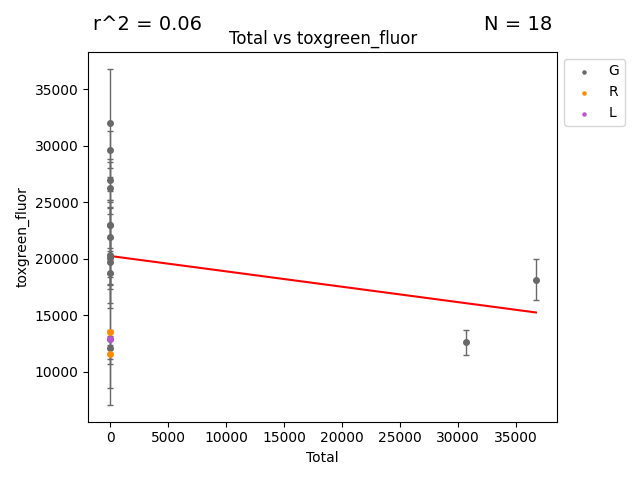 r^2 = 0.06
N = 18
Total vs toxgreen_fluor
G
R
L
35000
30000
25000
20000
15000
10000
toxgreen_fluor
0
5000
10000
15000
20000
25000
30000
35000
Total